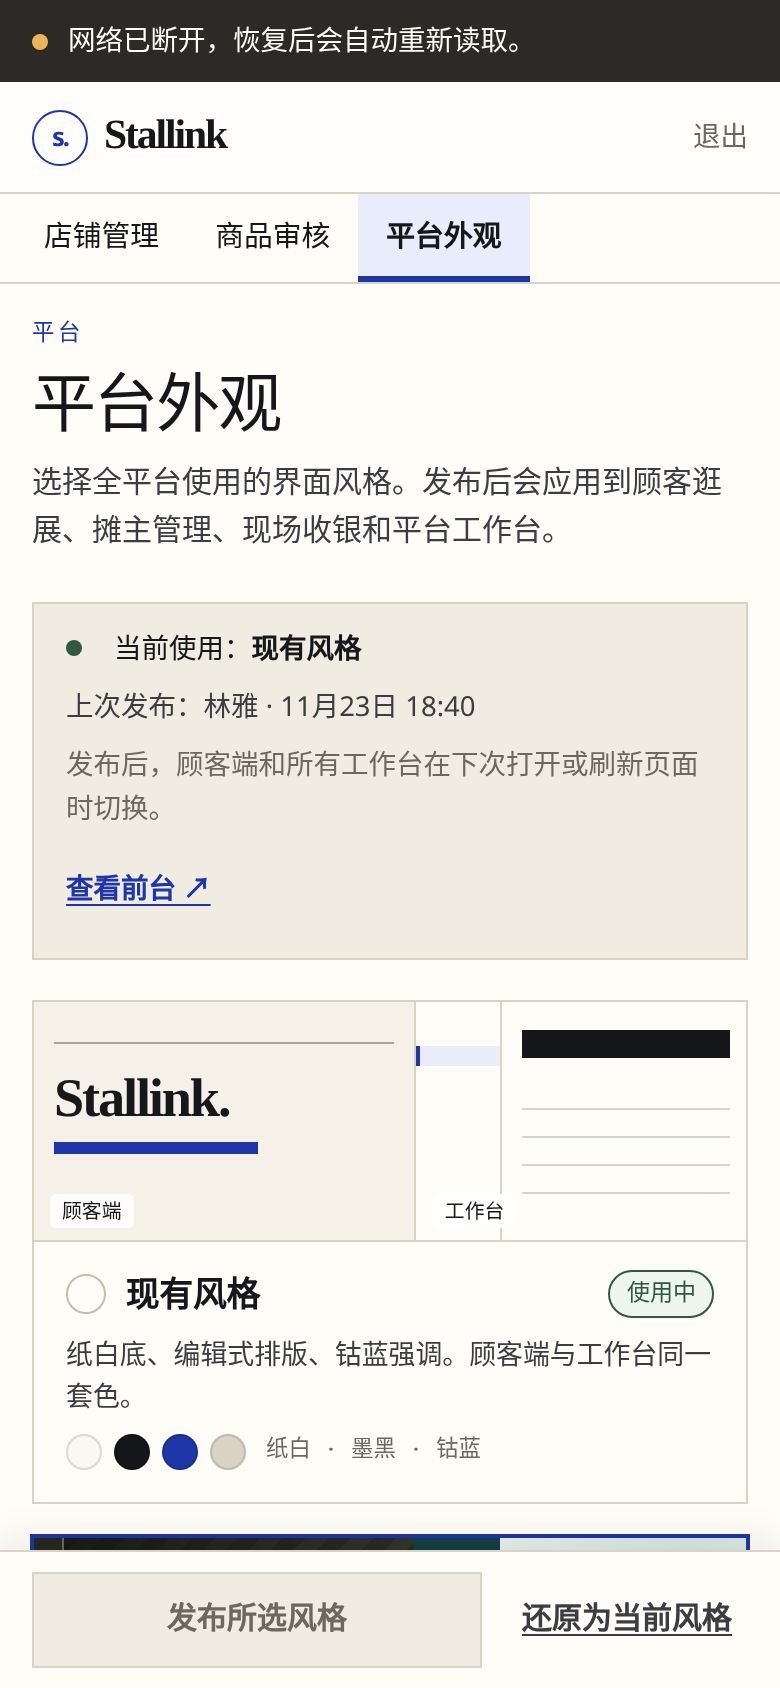 网络已断开，恢复后会自动重新读取。
s. Stallink 退出
店铺管理 商品审核 平台外观
平台
平台外观
选择全平台使用的界面风格。发布后会应用到顾客逛
展、摊主管理、现场收银和平台工作台。
当前使用：现有风格
上次发布：林雅 · 11月23日 18:40
发布后，顾客端和所有工作台在下次打开或刷新页面
时切换。
查看前台 ↗
Stallink.
顾客端 工作台
现有风格 使用中
纸白底、编辑式排版、钴蓝强调。顾客端与工作台同一
套色。
纸白 · 墨黑 · 钴蓝
发布所选风格 还原为当前风格